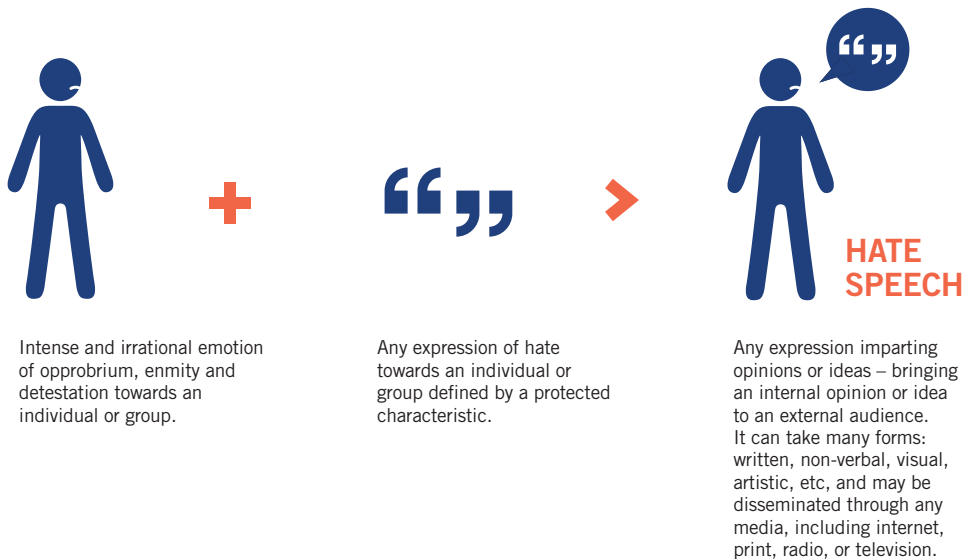 “„
“„
HATE
SPEECH
Intense and irrational emotion
of opprobrium, enmity and
detestation towards an
individual or group.
Any expression of hate
towards an individual or
group defined by a protected
characteristic.
Any expression imparting
opinions or ideas – bringing
an internal opinion or idea
to an external audience.
It can take many forms:
written, non-verbal, visual,
artistic, etc, and may be
disseminated through any
media, including internet,
print, radio, or television.